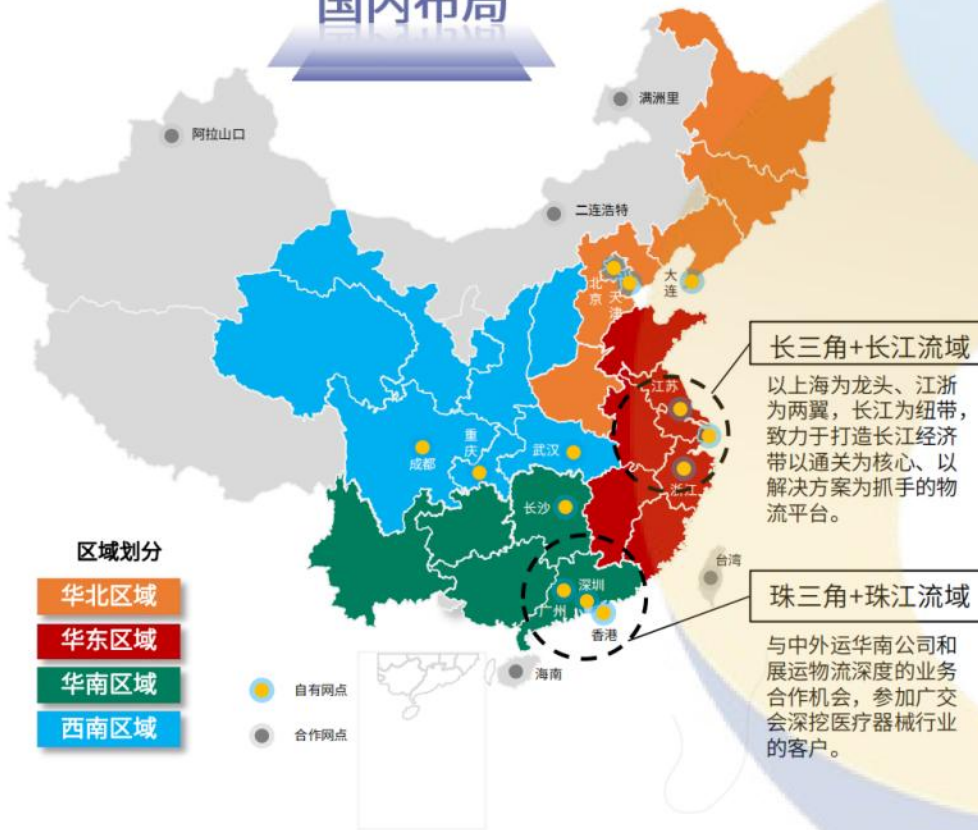 国内布局
满洲里
阿拉山口
二连浩特
大连
北京
天津
长三角+长江流域
以上海为龙头、江浙
为两翼，长江为纽带，
致力于打造长江经济
带以通关为核心、以
解决方案为抓手的物
流平台。
江苏
重庆
武汉
成都
浙江
长沙
区域划分
华北区域
华东区域
华南区域
西南区域
台湾
深圳
广州
香港
珠三角+珠江流域
与中外运华南公司和
展运物流深度的业务
合作机会，参加广交
会深挖医疗器械行业
的客户。
海南
自有网点
合作网点